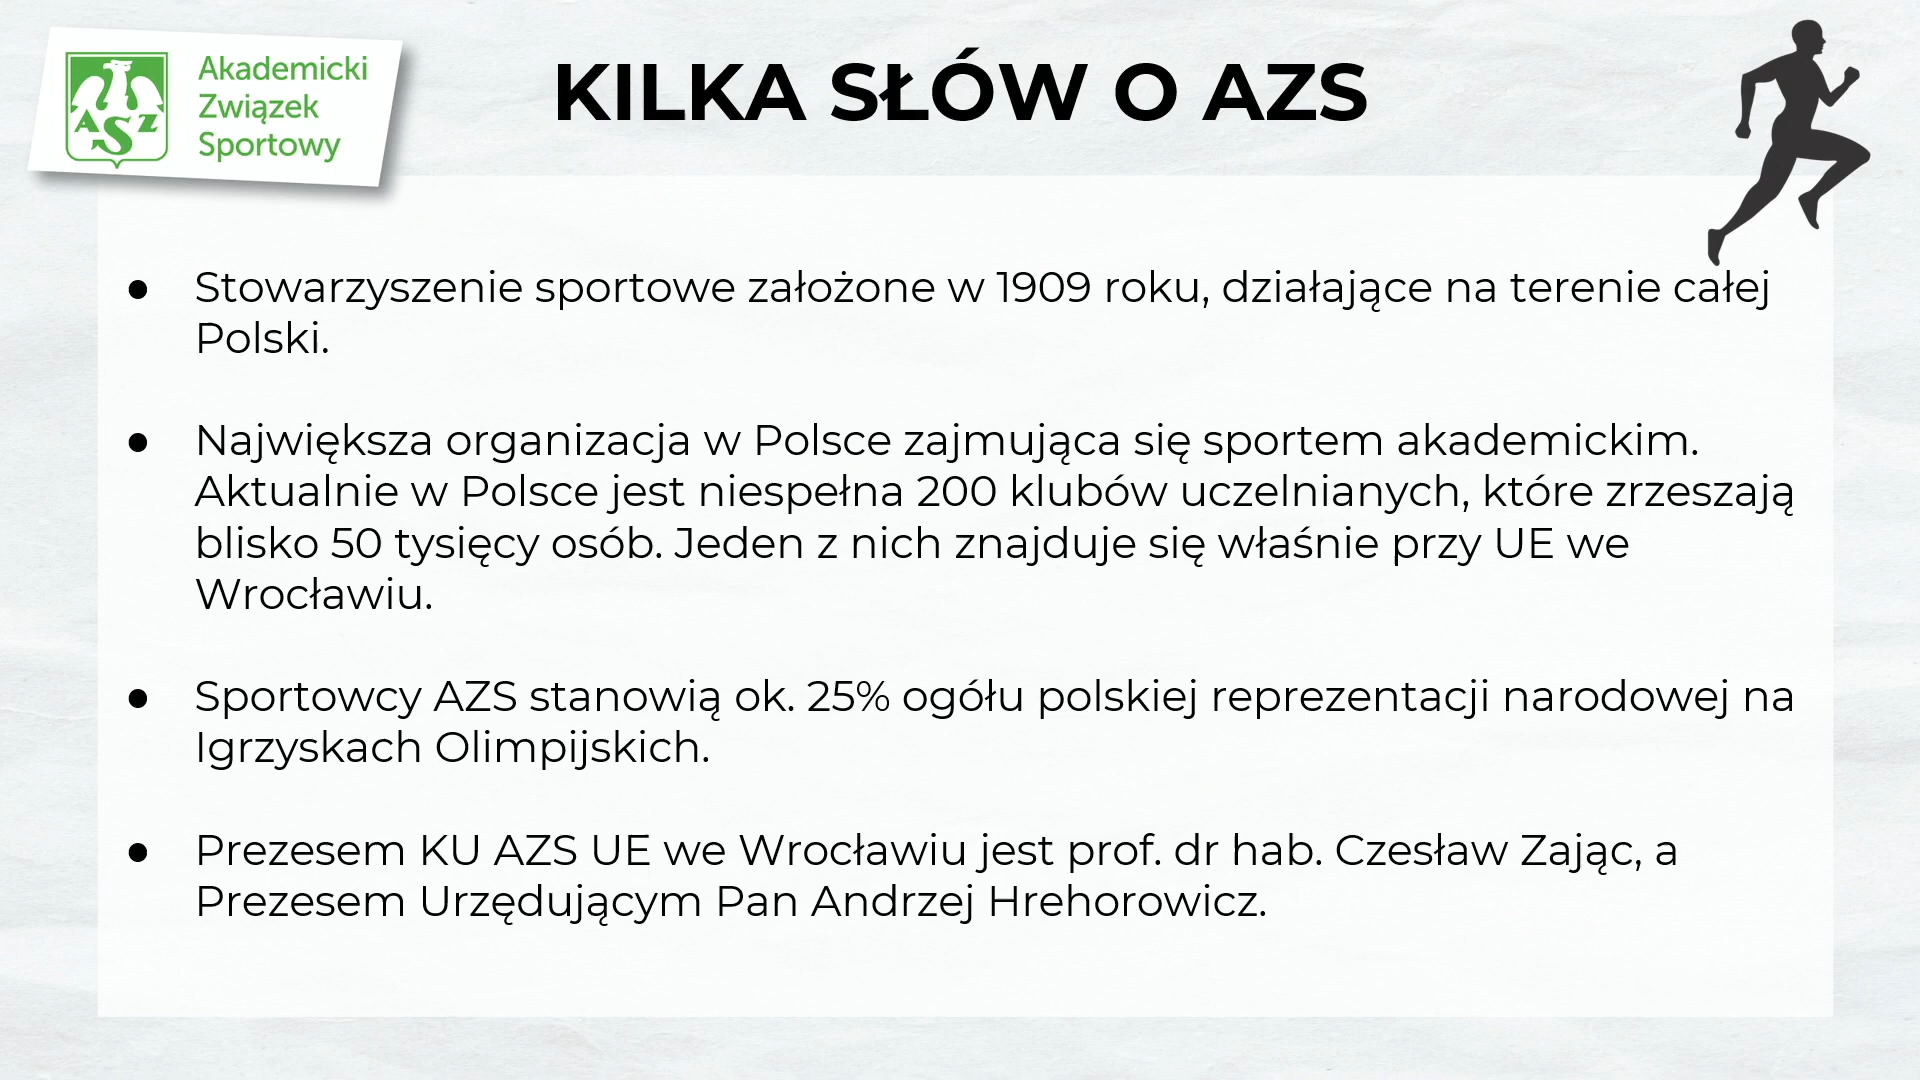 Akademicki
Związek
Sportowy
ASZ
KILKA SŁÓW O AZS
● Stowarzyszenie sportowe założone w 1909 roku, działające na terenie całej
Polski.
● Największa organizacja w Polsce zajmująca się sportem akademickim.
Aktualnie w Polsce jest niespełna 200 klubów uczelnianych, które zrzeszają
blisko 50 tysięcy osób. Jeden z nich znajduje się właśnie przy UE we
Wrocławiu.
● Sportowcy AZS stanowią ok. 25% ogółu polskiej reprezentacji narodowej na
Igrzyskach Olimpijskich.
● Prezesem KU AZS UE we Wrocławiu jest prof. dr hab. Czesław Zając, a
Prezesem Urzędującym Pan Andrzej Hrehorowicz.